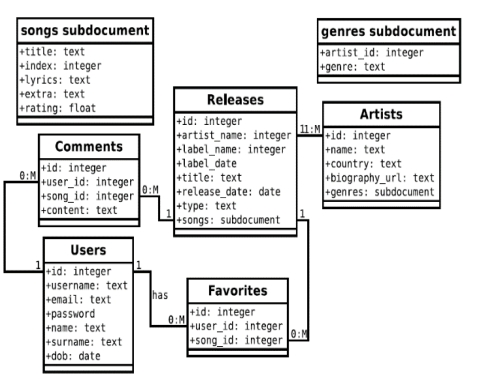 songs subdocument
+title: text
+index: integer
+lyrics: text
+extra: text
+rating: float
genres subdocument
+artist_id: integer
+genre: text
Releases
+id: integer
+artist_name: integer
+label_name: integer
+label_date
+title: text
+release_date: date
+type: text
+songs: subdocument
11:M
Artists
+id: integer
+name: text
+country: text
+biography_url: text
+genres: subdocument
Comments
+id: integer
+user_id: integer
+song_id: integer
+content: text
0:M
0:M
1
1
Users
+id: integer
+username: text
+email: text
+password
+name: text
+surname: text
+dob: date
1
1
has
0:M
Favorites
+id: integer
+user_id: integer
+song_id: integer
0:M